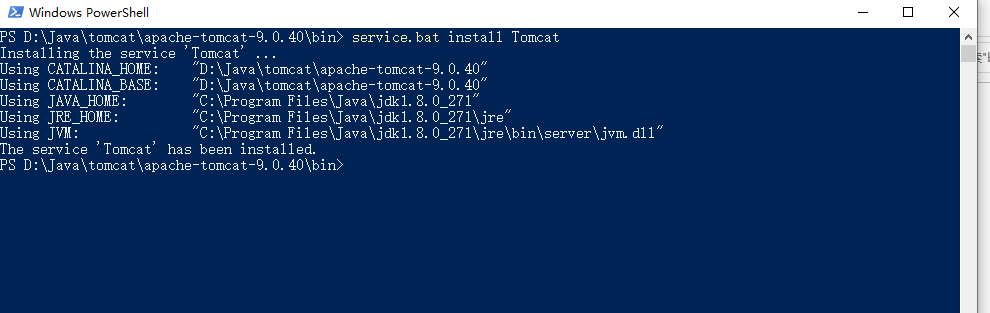 Windows PowerShell
PS D:\Java\tomcat\apache-tomcat-9.0.40\bin> service.bat install Tomcat
Installing the service 'Tomcat' ...
Using CATALINA_HOME:    "D:\Java\tomcat\apache-tomcat-9.0.40"
Using CATALINA_BASE:    "D:\Java\tomcat\apache-tomcat-9.0.40"
Using JAVA_HOME:        "C:\Program Files\Java\jdk1.8.0_271"
Using JRE_HOME:         "C:\Program Files\Java\jdk1.8.0_271\jre"
Using JVM:              "C:\Program Files\Java\jdk1.8.0_271\jre\bin\server\jvm.dll"
The service 'Tomcat' has been installed.
PS D:\Java\tomcat\apache-tomcat-9.0.40\bin>